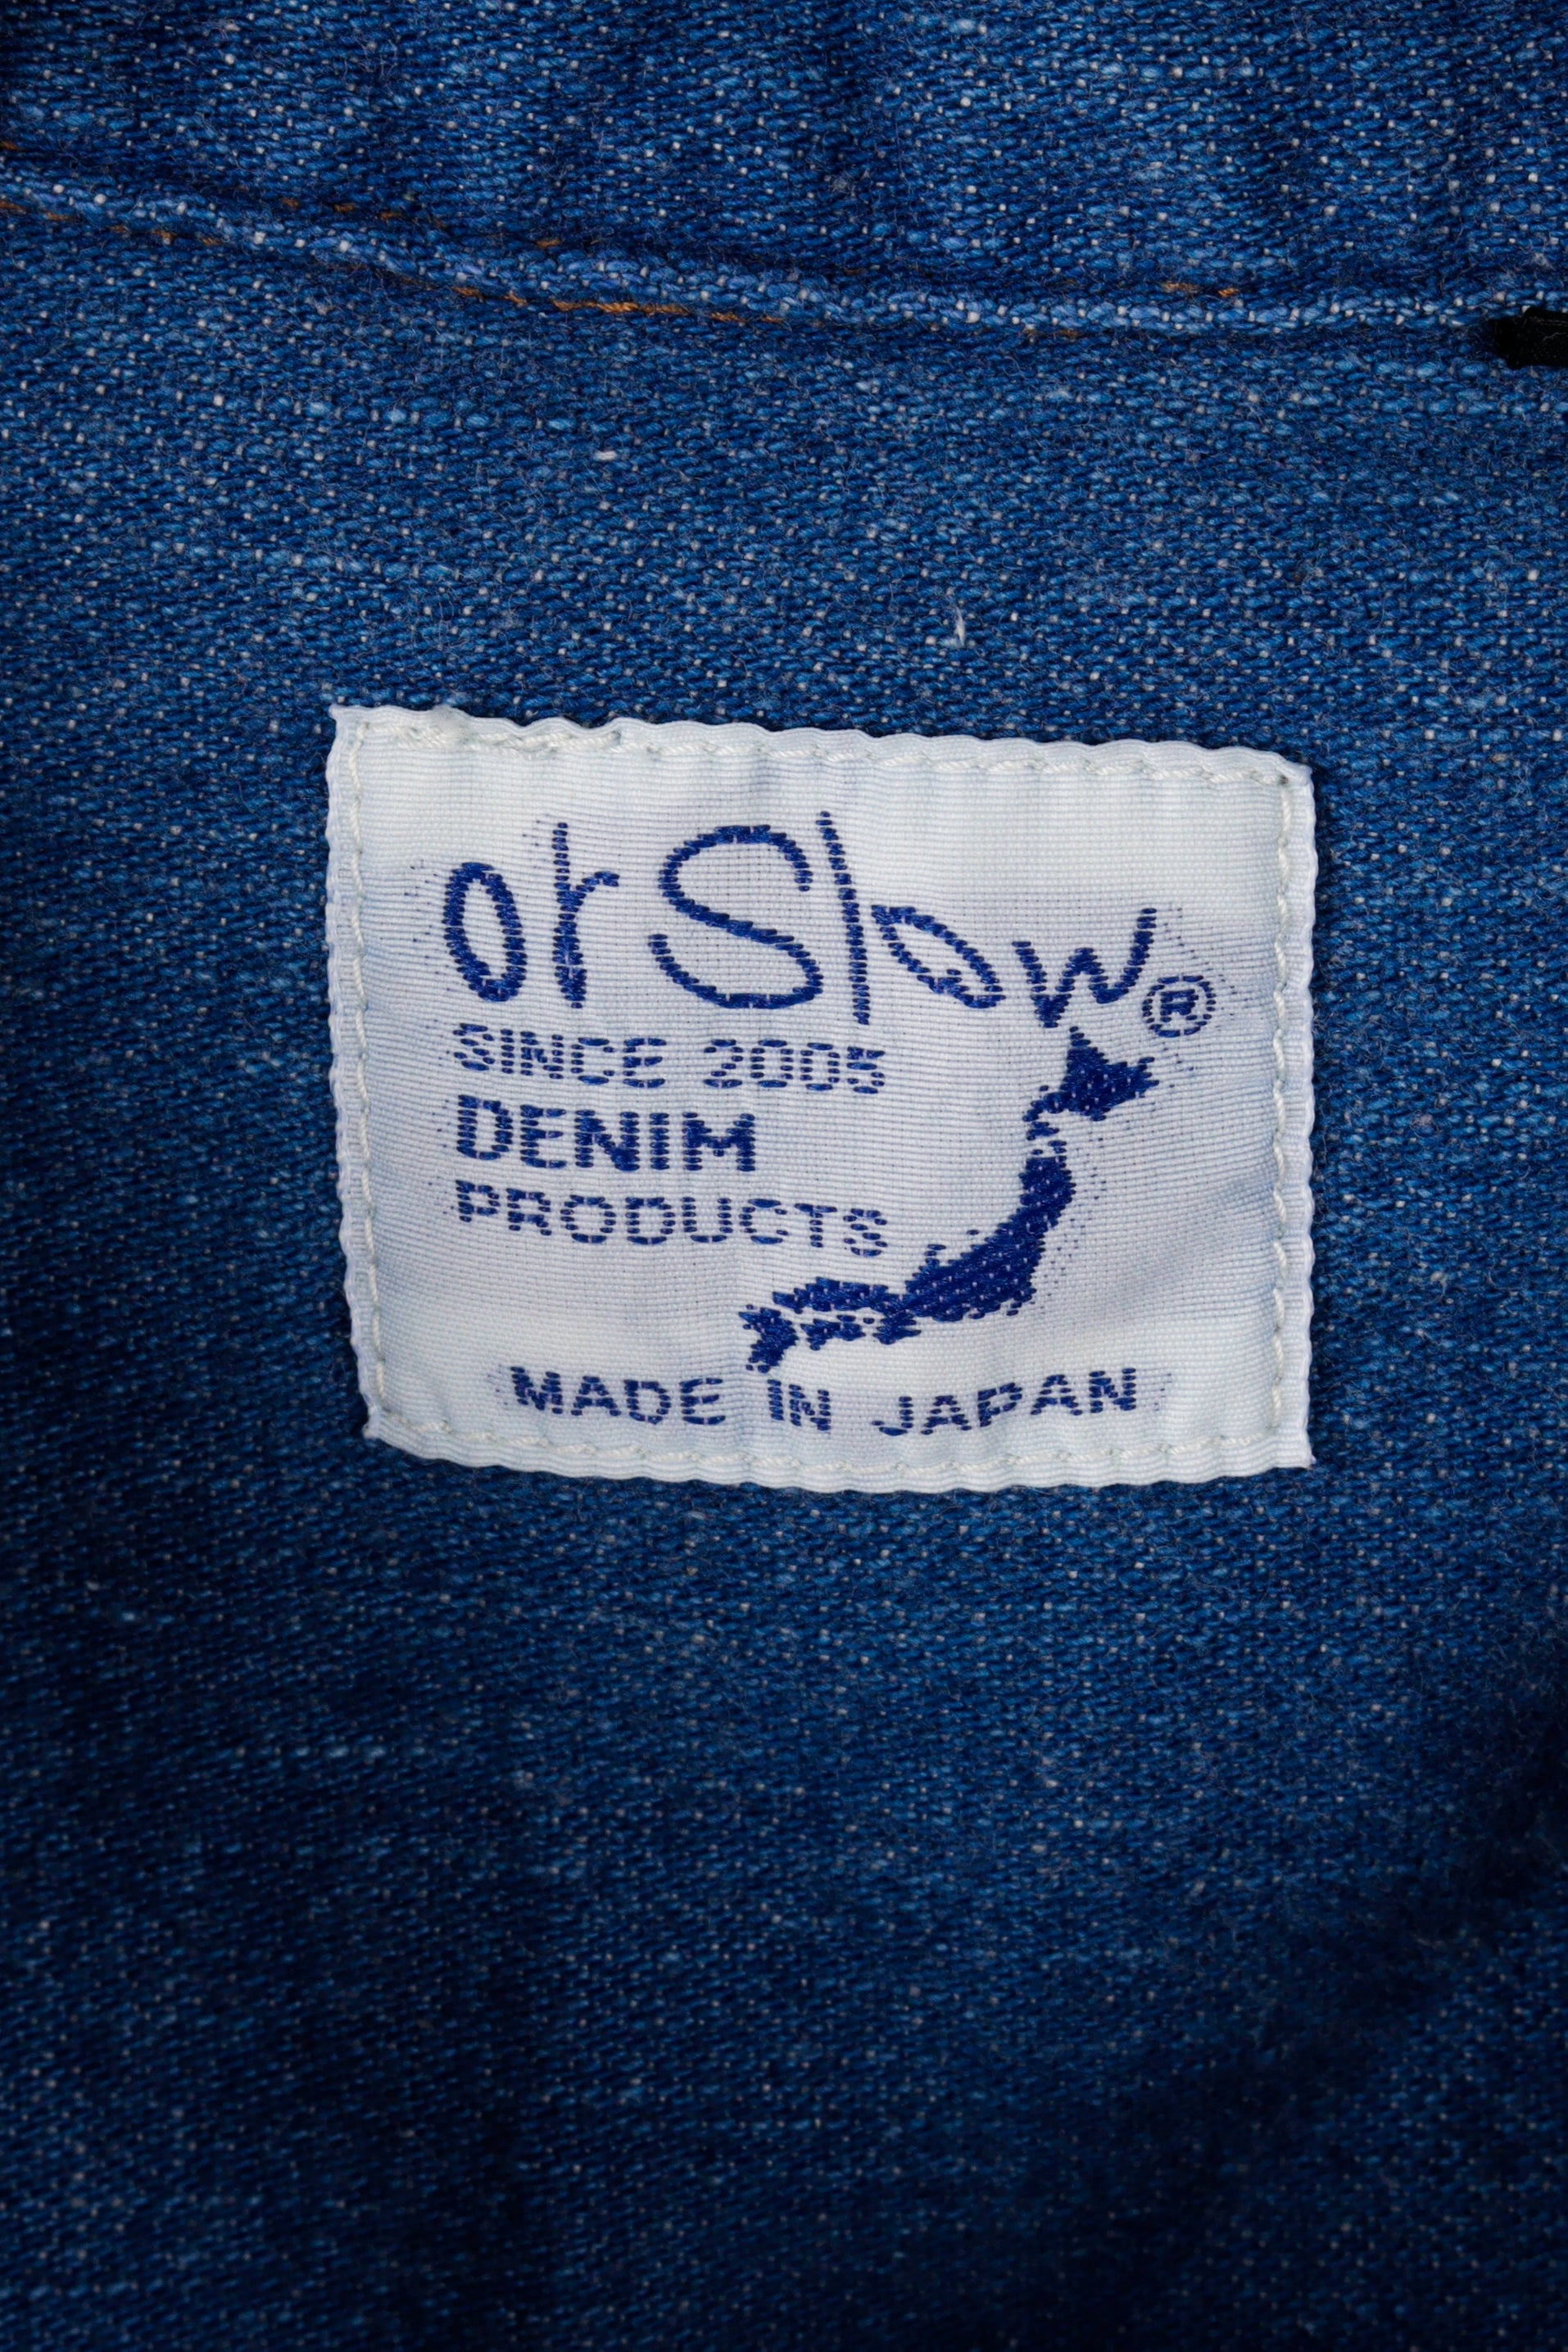 orSlow®
SINCE 2005
DENIM
PRODUCTS
MADE IN JAPAN